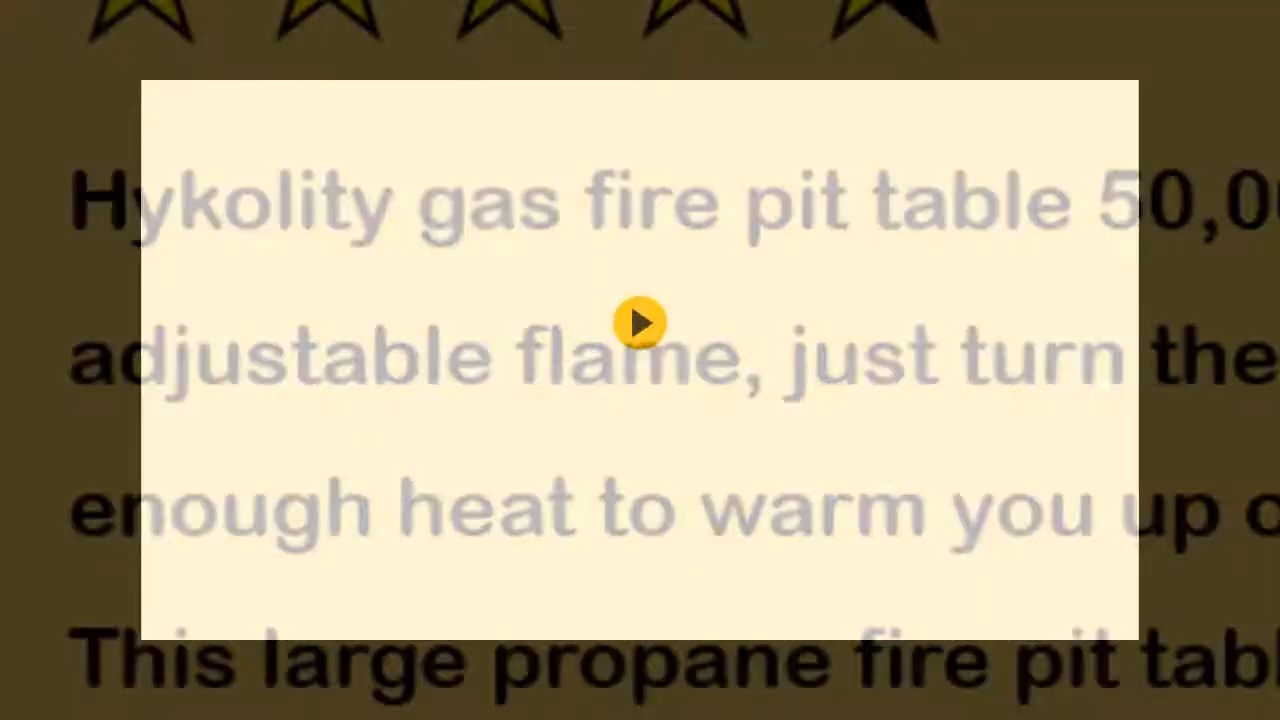 Hykolity gas fire pit table 50,0
adjustable flame, just turn the
enough heat to warm you up
This large propane fire pit